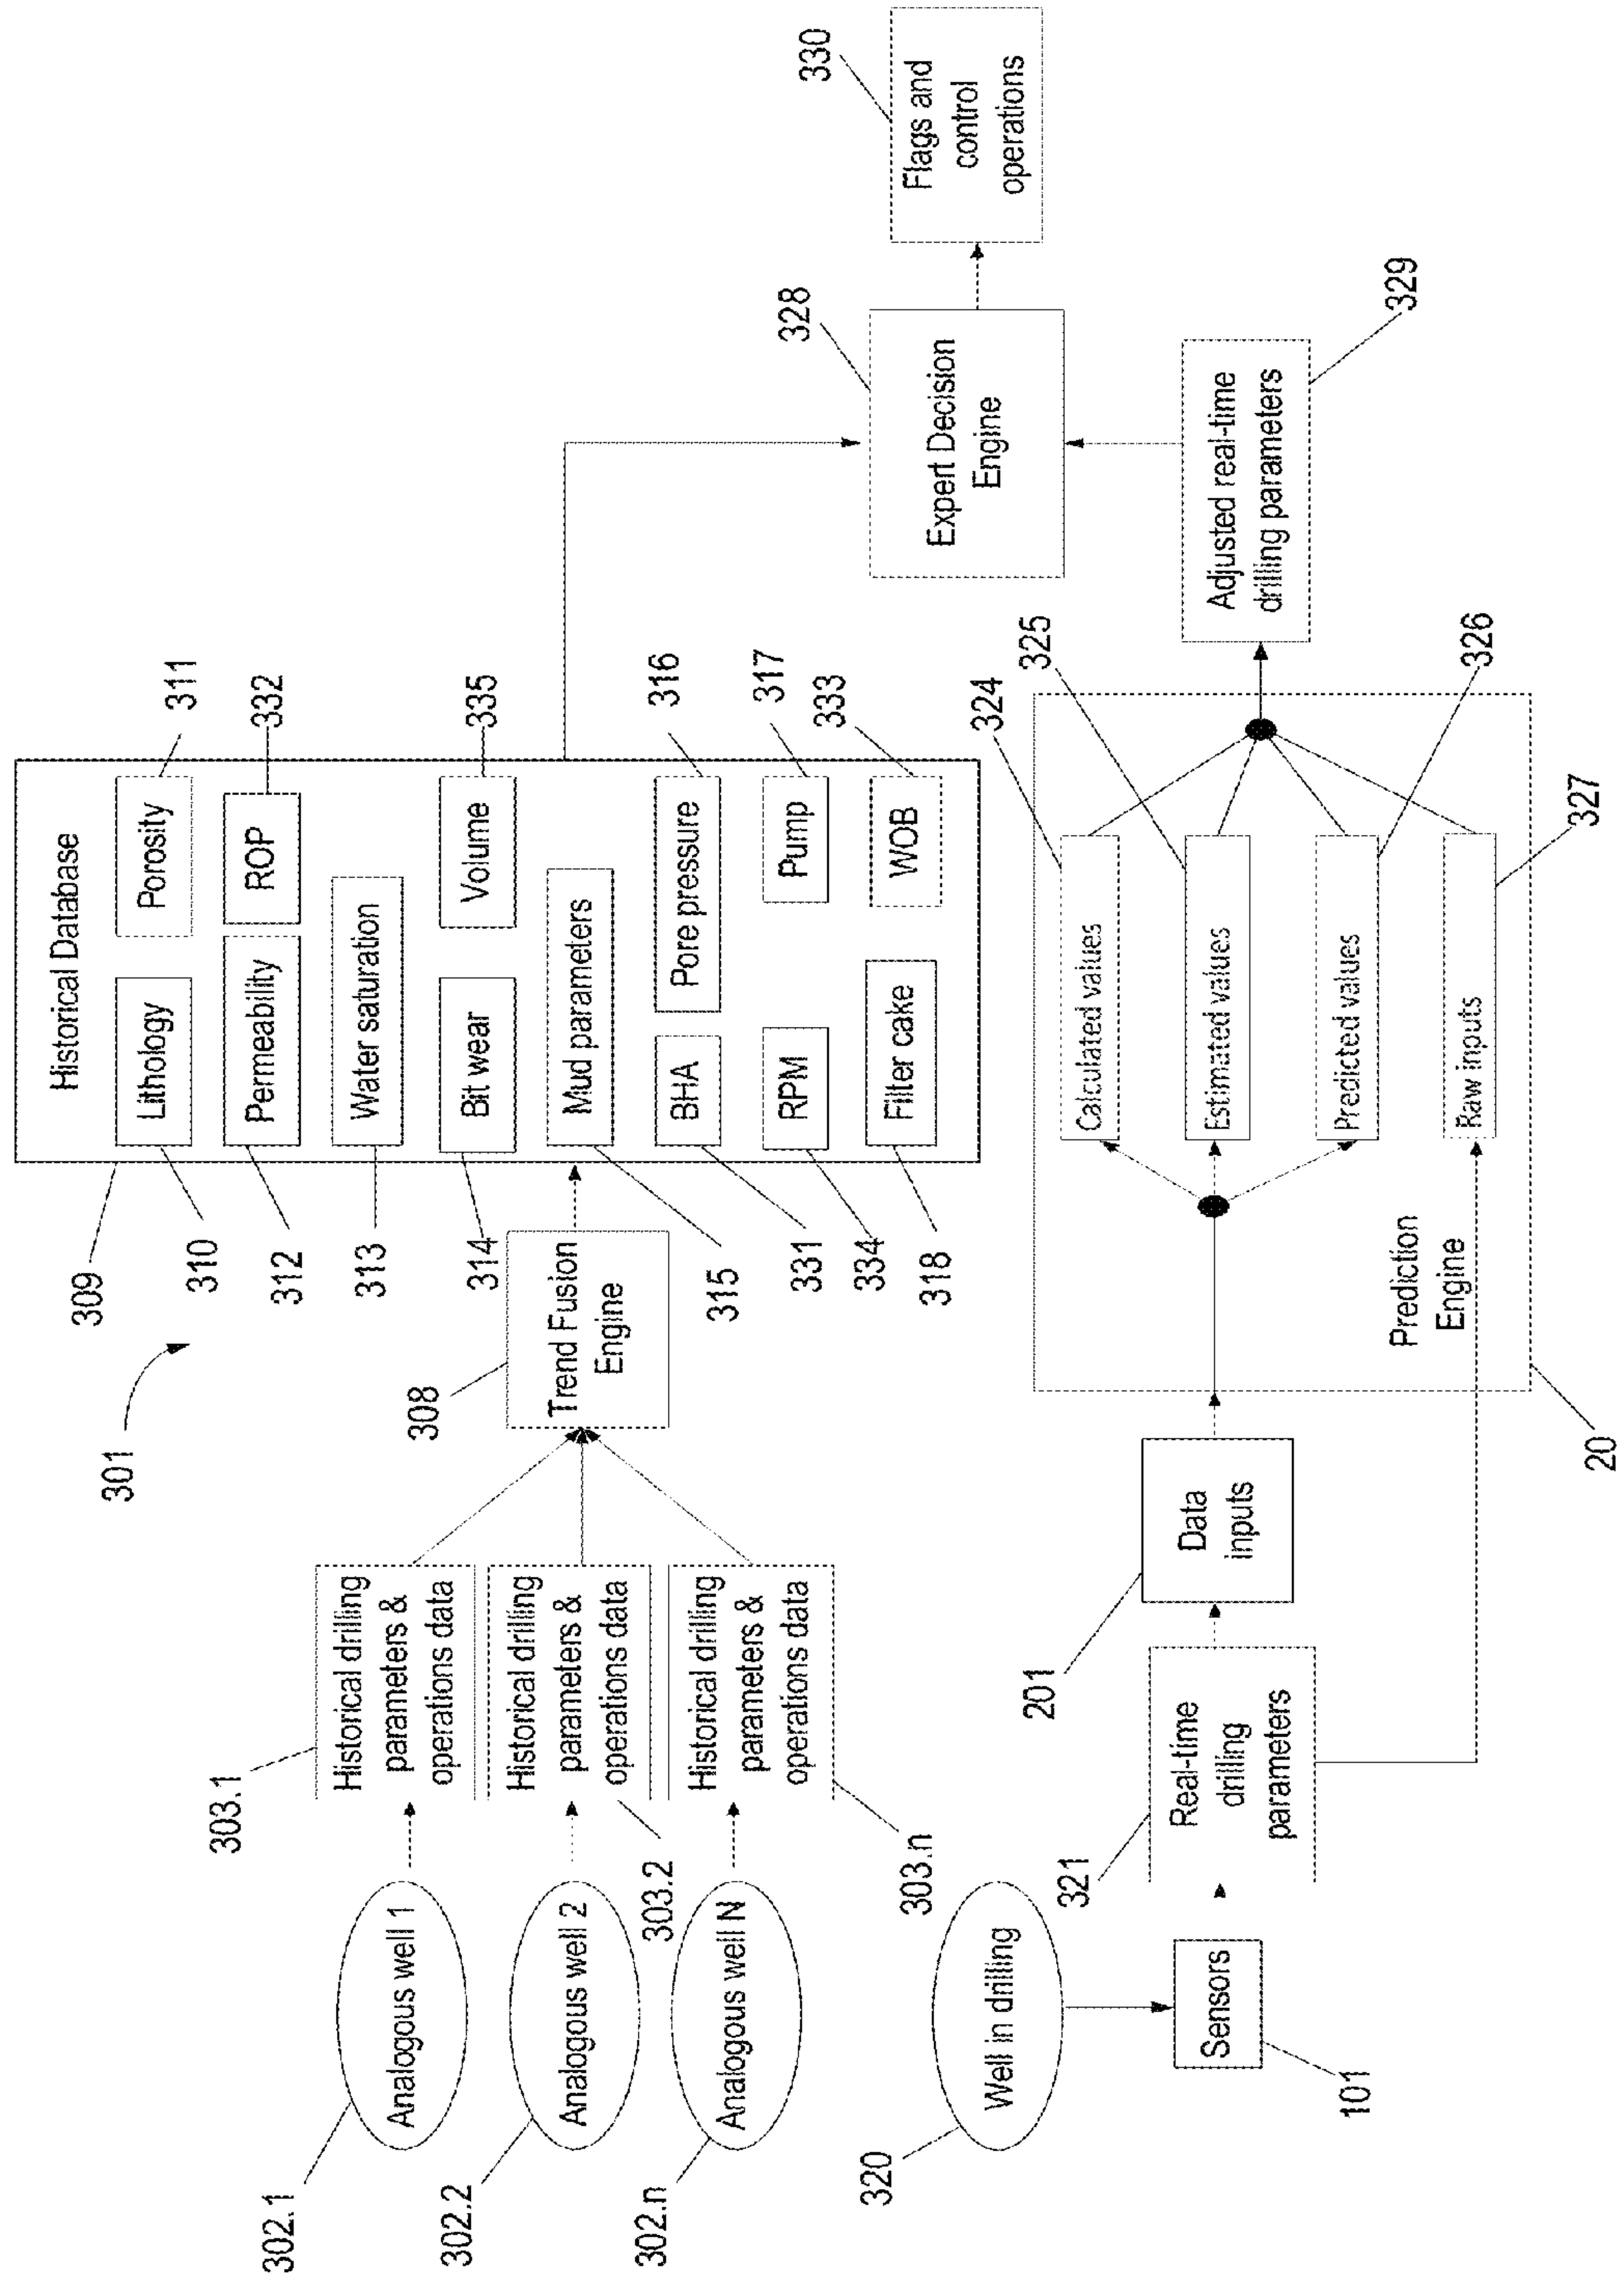 301
309
Historical Database
310
Lithology
Porosity
311
312
Permeability
ROP
332
313
Water saturation
314
Bit wear
Volume
335
315
Mud parameters
331
BHA
Pore pressure
316
334
RPM
Pump
317
318
Filter cake
WOB
333
302.1
Analogous well 1
303.1
Historical drilling
parameters &
operations data
302.2
Analogous well 2
303.2
Historical drilling
parameters &
operations data
302.n
Analogous well N
303.n
Historical drilling
parameters &
operations data
308
Trend Fusion
Engine
328
Expert Decision
Engine
330
Flags and
control
operations
320
Well in drilling
101
Sensors
321
Real-time
drilling
parameters
201
Data
inputs
20
Prediction
Engine
324
Calculated values
325
Estimated values
326
Predicted values
327
Raw inputs
329
Adjusted real-time
drilling parameters